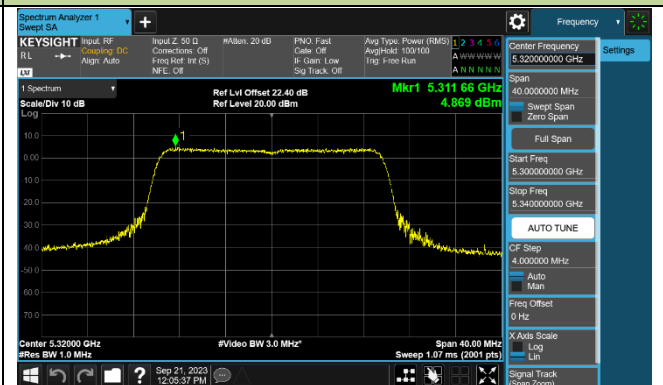 Spectrum Analyzer 1
Swept SA
+
Frequency
KEYSIGHT
RL
Input: RF
Coupling: DC
Align: Auto
Input Z: 50 Ω
Corrections: Off
Freq Ref: Int (S)
NFE: Off
#Atten: 20 dB
PNO: Fast
Gate: Off
IF Gain: Low
Sig Track: Off
Avg Type: Power (RMS)
Avg|Hold: 100/100
Trig: Free Run
1 2 3 4 5 6
A W W W W W
A N N N N N
LXI
1 Spectrum
Scale/Div 10 dB
Log
Ref Lvl Offset 22.40 dB
Ref Level 20.00 dBm
Mkr1 5.311 66 GHz
4.869 dBm
1
10.0
0.00
10.0
20.0
30.0
40.0
-50.0
60.0
70.0
Center 5.32000 GHz
#Res BW 1.0 MHz
#Video BW 3.0 MHz*
Span 40.00 MHz
Sweep 1.07 ms (2001 pts)
Sep 21, 2023
12:05:37 PM
?
Center Frequency
5.320000000 GHz
Settings
Span
40.0000000 MHz
Swept Span
Zero Span
Full Span
Start Freq
5.300000000 GHz
Stop Freq
5.340000000 GHz
AUTO TUNE
CF Step
4.000000 MHz
Auto
Man
Freq Offset
0 Hz
X Axis Scale
Log
Lin
Signal Track
(Span Zoom)